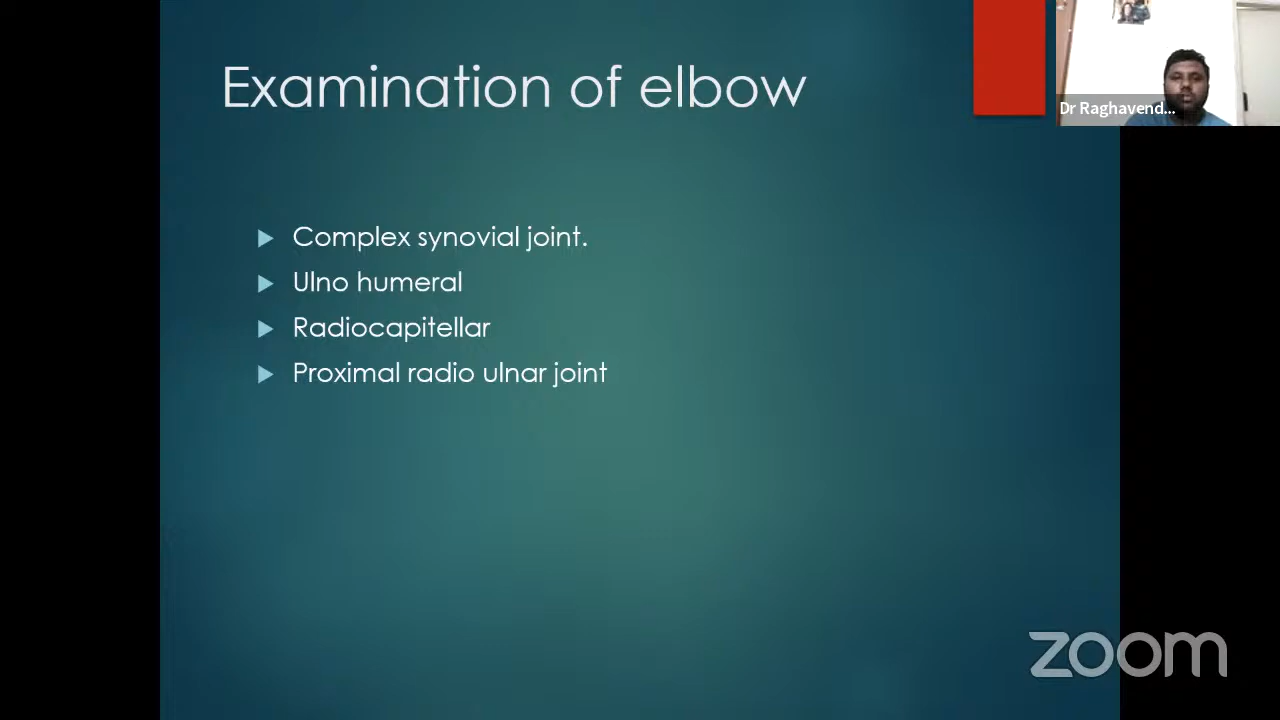 Examination of elbow
Dr Raghavend...
Complex synovial joint.
Ulno humeral
Radiocapitellar
Proximal radio ulnar joint
zoom